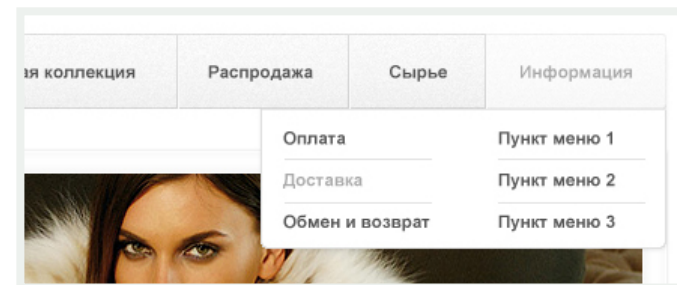 ая коллекция Распродажа Сырье Информация
Оплата Пункт меню 1
Доставка Пункт меню 2
Обмен и возврат Пункт меню 3